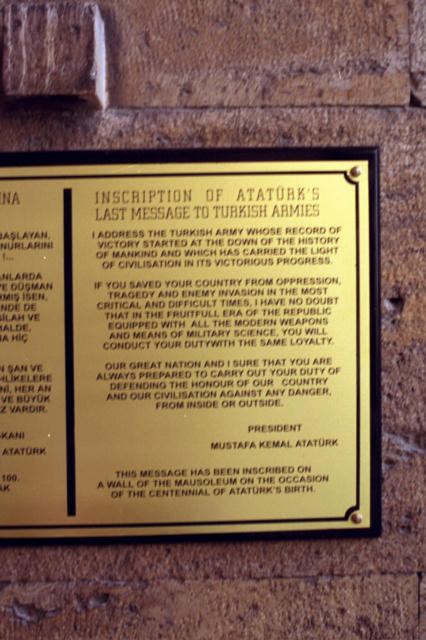 INA
BAŞLAYAN,
NURLARINI
!...
ANLARDA
VE DÜŞMAN
RMIŞ İSEN,
NDE DE
SİLAH VE
HALDE,
HİÇ
ŞAN VE
HLİKELERE
Nİ, HER AN
VE BÜYÜK
Z VARDIR.
KANI
ATATÜRK
100.
AK
INSCRIPTION OF ATATÜRK'S
LAST MESSAGE TO TURKISH ARMIES
I ADDRESS THE TURKISH ARMY WHOSE RECORD OF
VICTORY STARTED AT THE DOWN OF THE HISTORY
OF MANKIND AND WHICH HAS CARRIED THE LIGHT
OF CIVILISATION IN ITS VICTORIOUS PROGRESS.
IF YOU SAVED YOUR COUNTRY FROM OPPRESSION,
TRAGEDY AND ENEMY INVASION IN THE MOST
CRITICAL AND DIFFICULT TIMES, I HAVE NO DOUBT
THAT IN THE FRUITFULL ERA OF THE REPUBLIC
EQUIPPED WITH ALL THE MODERN WEAPONS
AND MEANS OF MILITARY SCIENCE, YOU WILL
CONDUCT YOUR DUTYWITH THE SAME LOYALTY.
OUR GREAT NATION AND I SURE THAT YOU ARE
ALWAYS PREPARED TO CARRY OUT YOUR DUTY OF
DEFENDING THE HONOUR OF OUR COUNTRY
AND OUR CIVILISATION AGAINST ANY DANGER,
FROM INSIDE OR OUTSIDE.
PRESIDENT
MUSTAFA KEMAL ATATÜRK
THIS MESSAGE HAS BEEN INSCRIBED ON
A WALL OF THE MAUSOLEUM ON THE OCCASION
OF THE CENTENNIAL OF ATATÜRK'S BIRTH.